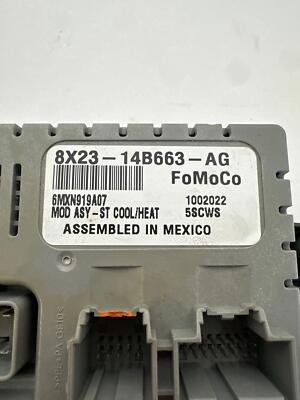 8X23-14B663-AG
FoMoCo
6MXN919A07 1002022
MOD ASY-ST COOL/HEAT 5SCWS
ASSEMBLED IN MEXICO